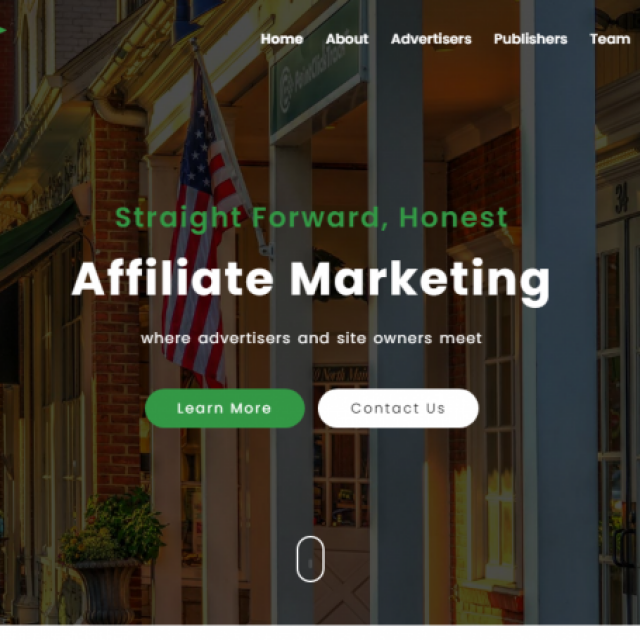 Home About Advertisers Publishers Team
Straight Forward, Honest
Affiliate Marketing
where advertisers and site owners meet
Learn More Contact Us